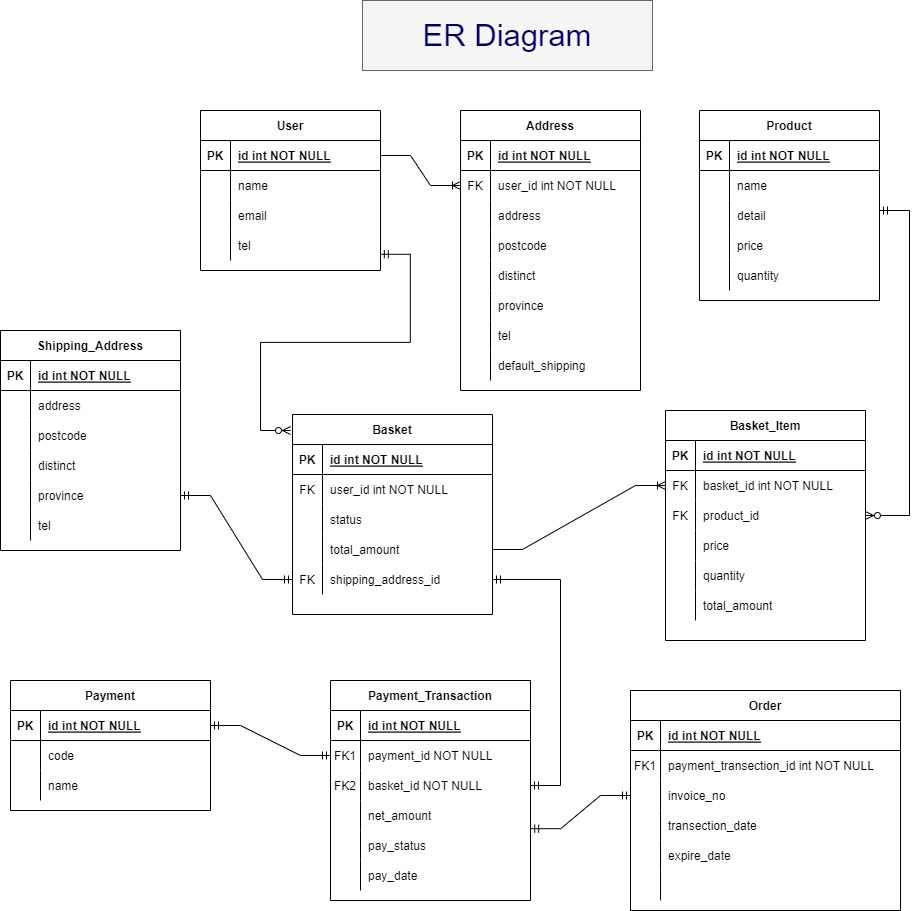 ER Diagram
User
PK id int NOT NULL
name
email
tel
Address
PK id int NOT NULL
FK user_id int NOT NULL
address
postcode
distinct
province
tel
default_shipping
Product
PK id int NOT NULL
name
detail
price
quantity
Shipping_Address
PK id int NOT NULL
address
postcode
distinct
province
tel
Basket
PK id int NOT NULL
FK user_id int NOT NULL
status
total_amount
FK shipping_address_id
Basket_Item
PK id int NOT NULL
FK basket_id int NOT NULL
FK product_id
price
quantity
total_amount
Payment
PK id int NOT NULL
code
name
Payment_Transaction
PK id int NOT NULL
FK1 payment_id NOT NULL
FK2 basket_id NOT NULL
net_amount
pay_status
pay_date
Order
PK id int NOT NULL
FK1 payment_transection_id int NOT NULL
invoice_no
transection_date
expire_date